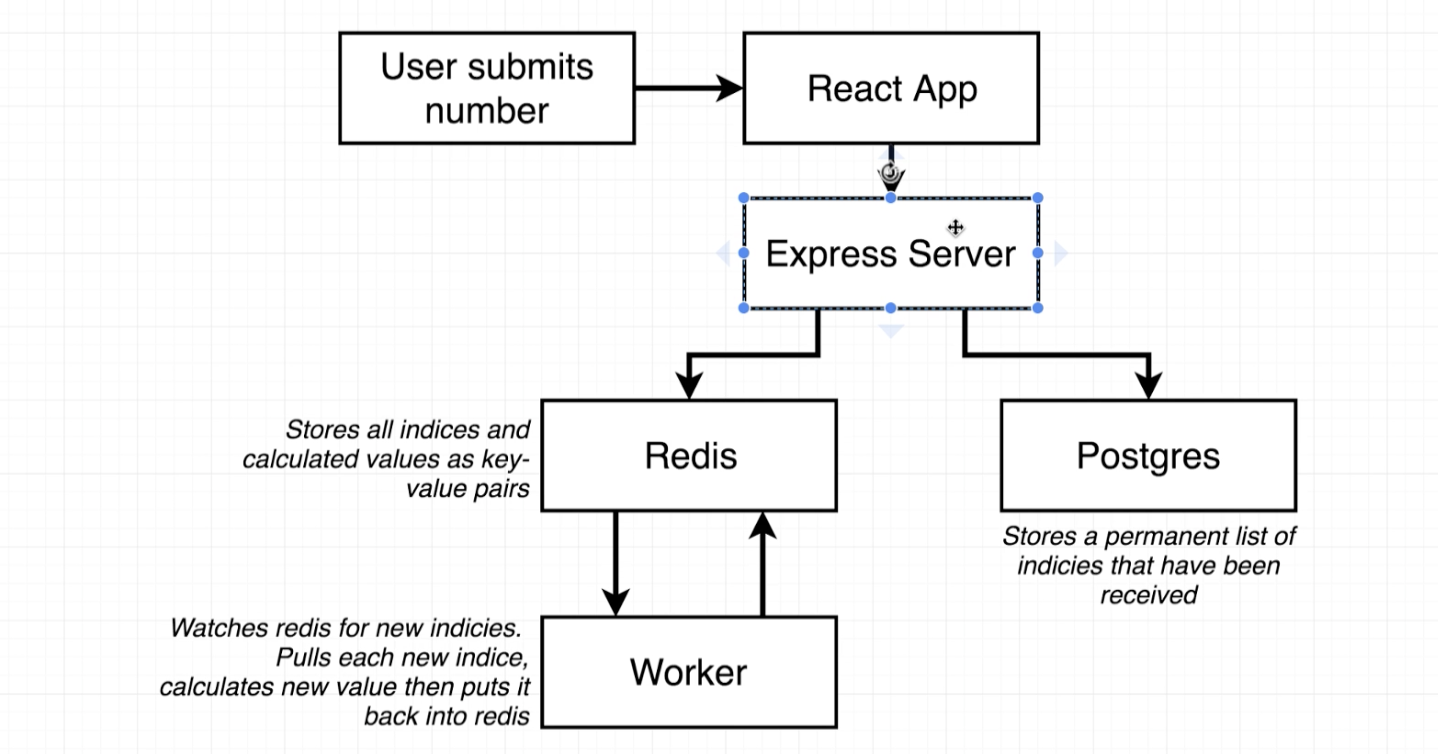 User submits
number
React App
Express Server
Stores all indices and
calculated values as key-
value pairs
Redis
Postgres
Stores a permanent list of
indicies that have been
received
Watches redis for new indicies.
Pulls each new indice,
calculates new value then puts it
back into redis
Worker